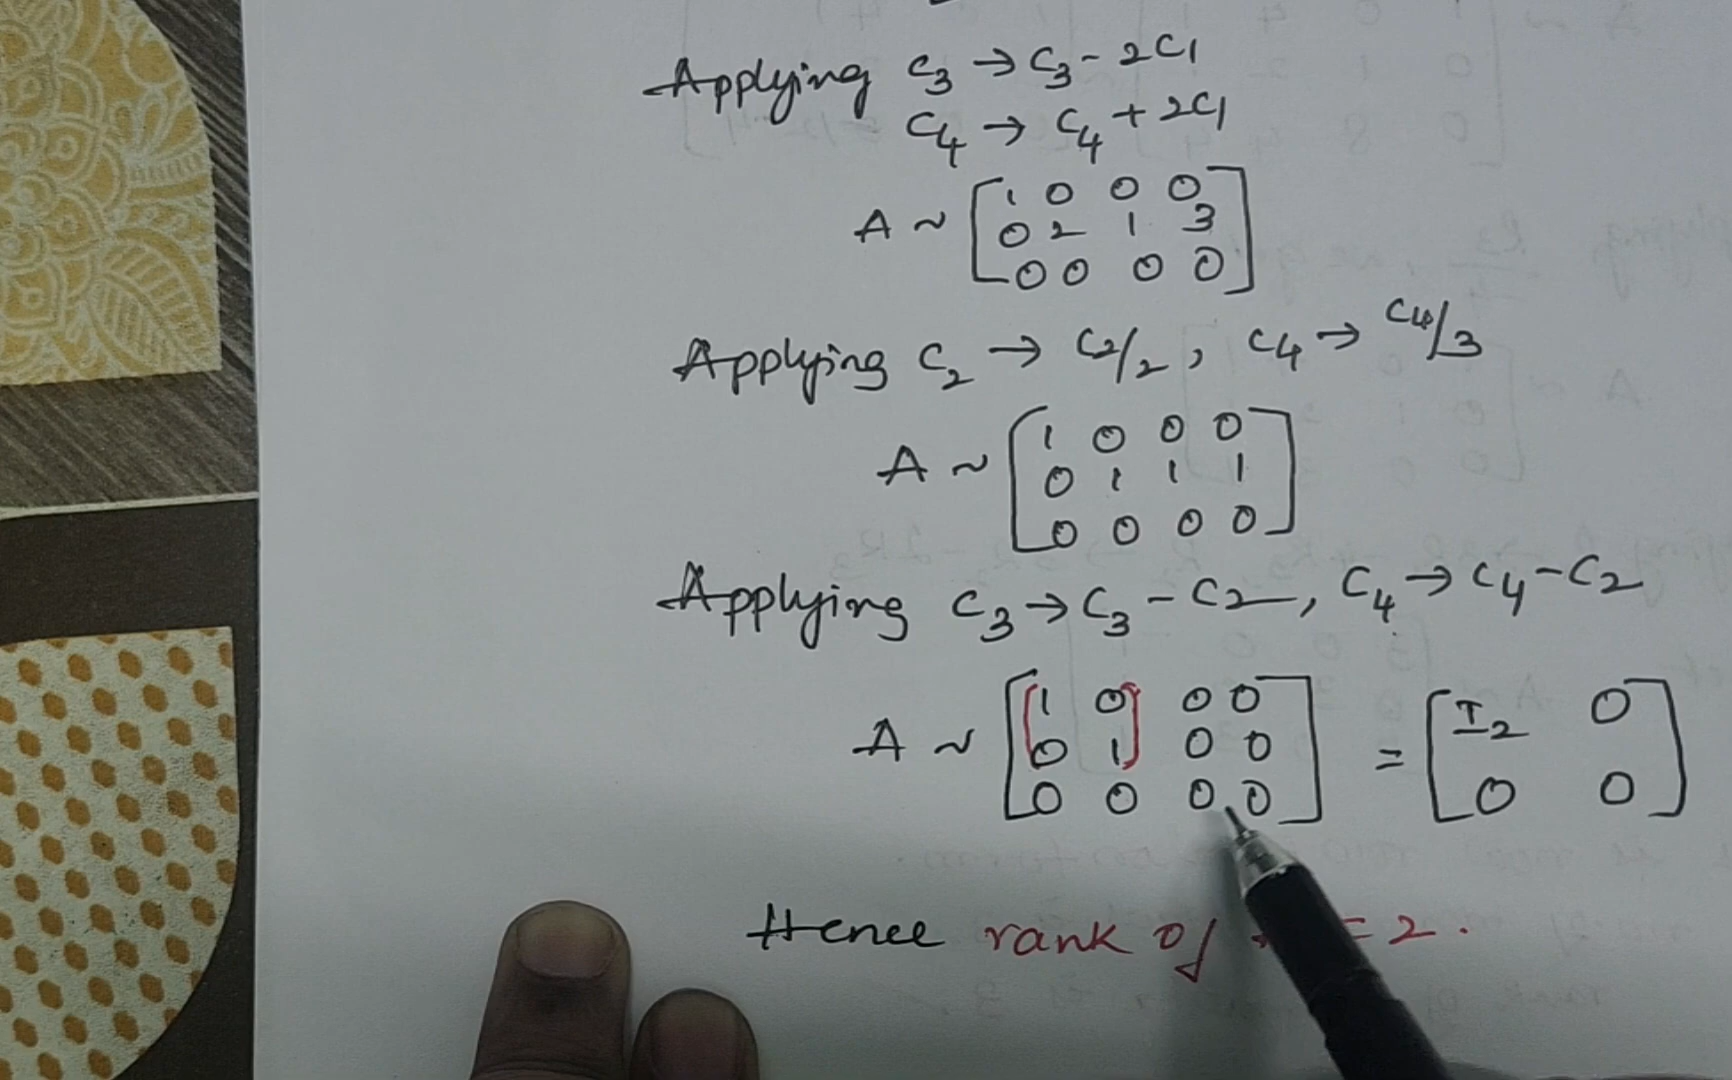 Applying C3 → C3 - 2C1
C4 → C4 + 2C1
A ~ [1 0 0 0
0 2 1 3
0 0 0 0]
Applying C2 → C2/2, C4 → C4/3
A ~ [1 0 0 0
0 1 1 1
0 0 0 0]
Applying C3 → C3 - C2, C4 → C4 - C2
A ~ [1 0 0 0
0 1 0 0
0 0 0 0] = [I2 0
0 0]
Hence rank of = 2.